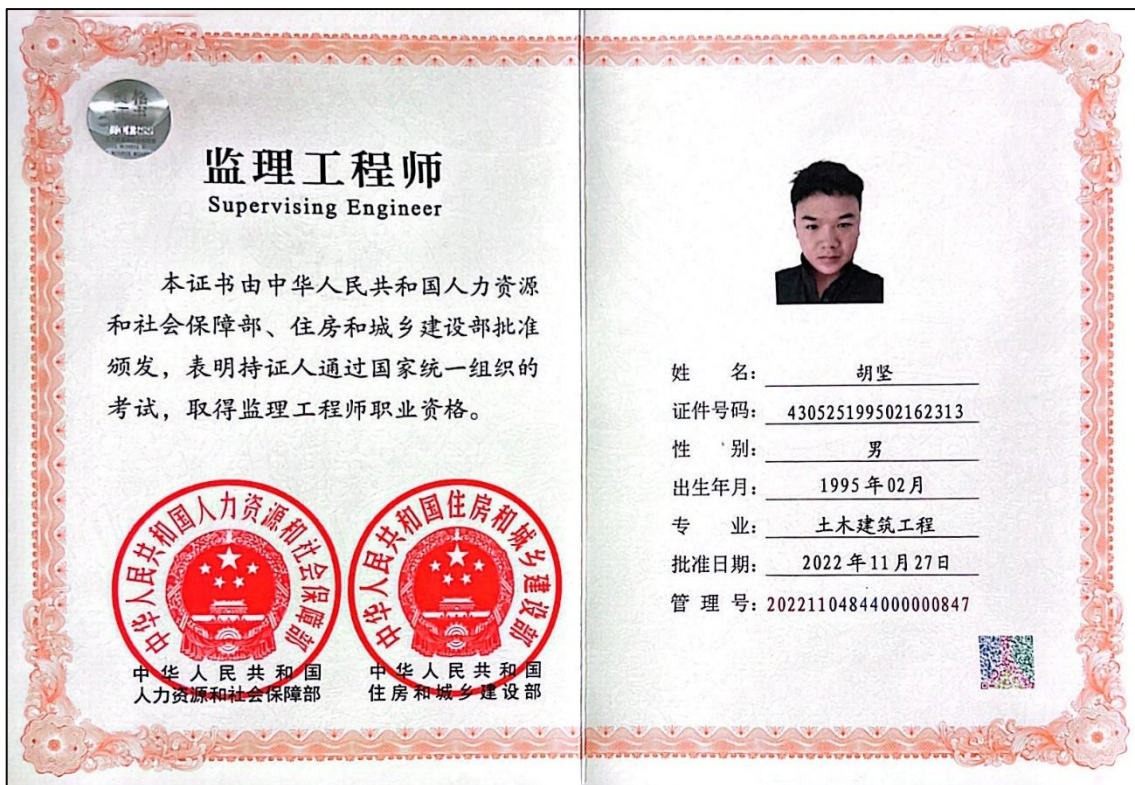 监理工程师
Supervising Engineer
本证书由中华人民共和国人力资源
和社会保障部、住房和城乡建设部批准
颁发，表明持证人通过国家统一组织的
考试，取得监理工程师职业资格。
中华人民共和国人力资源和社会保障部
中华人民共和国
人力资源和社会保障部
中华人民共和国住房和城乡建设部
中华人民共和国
住房和城乡建设部
姓 名： 胡坚
证件号码： 430525199502162313
性 别： 男
出生年月： 1995年02月
专 业： 土木建筑工程
批准日期： 2022年11月27日
管 理 号：20221104844000000847